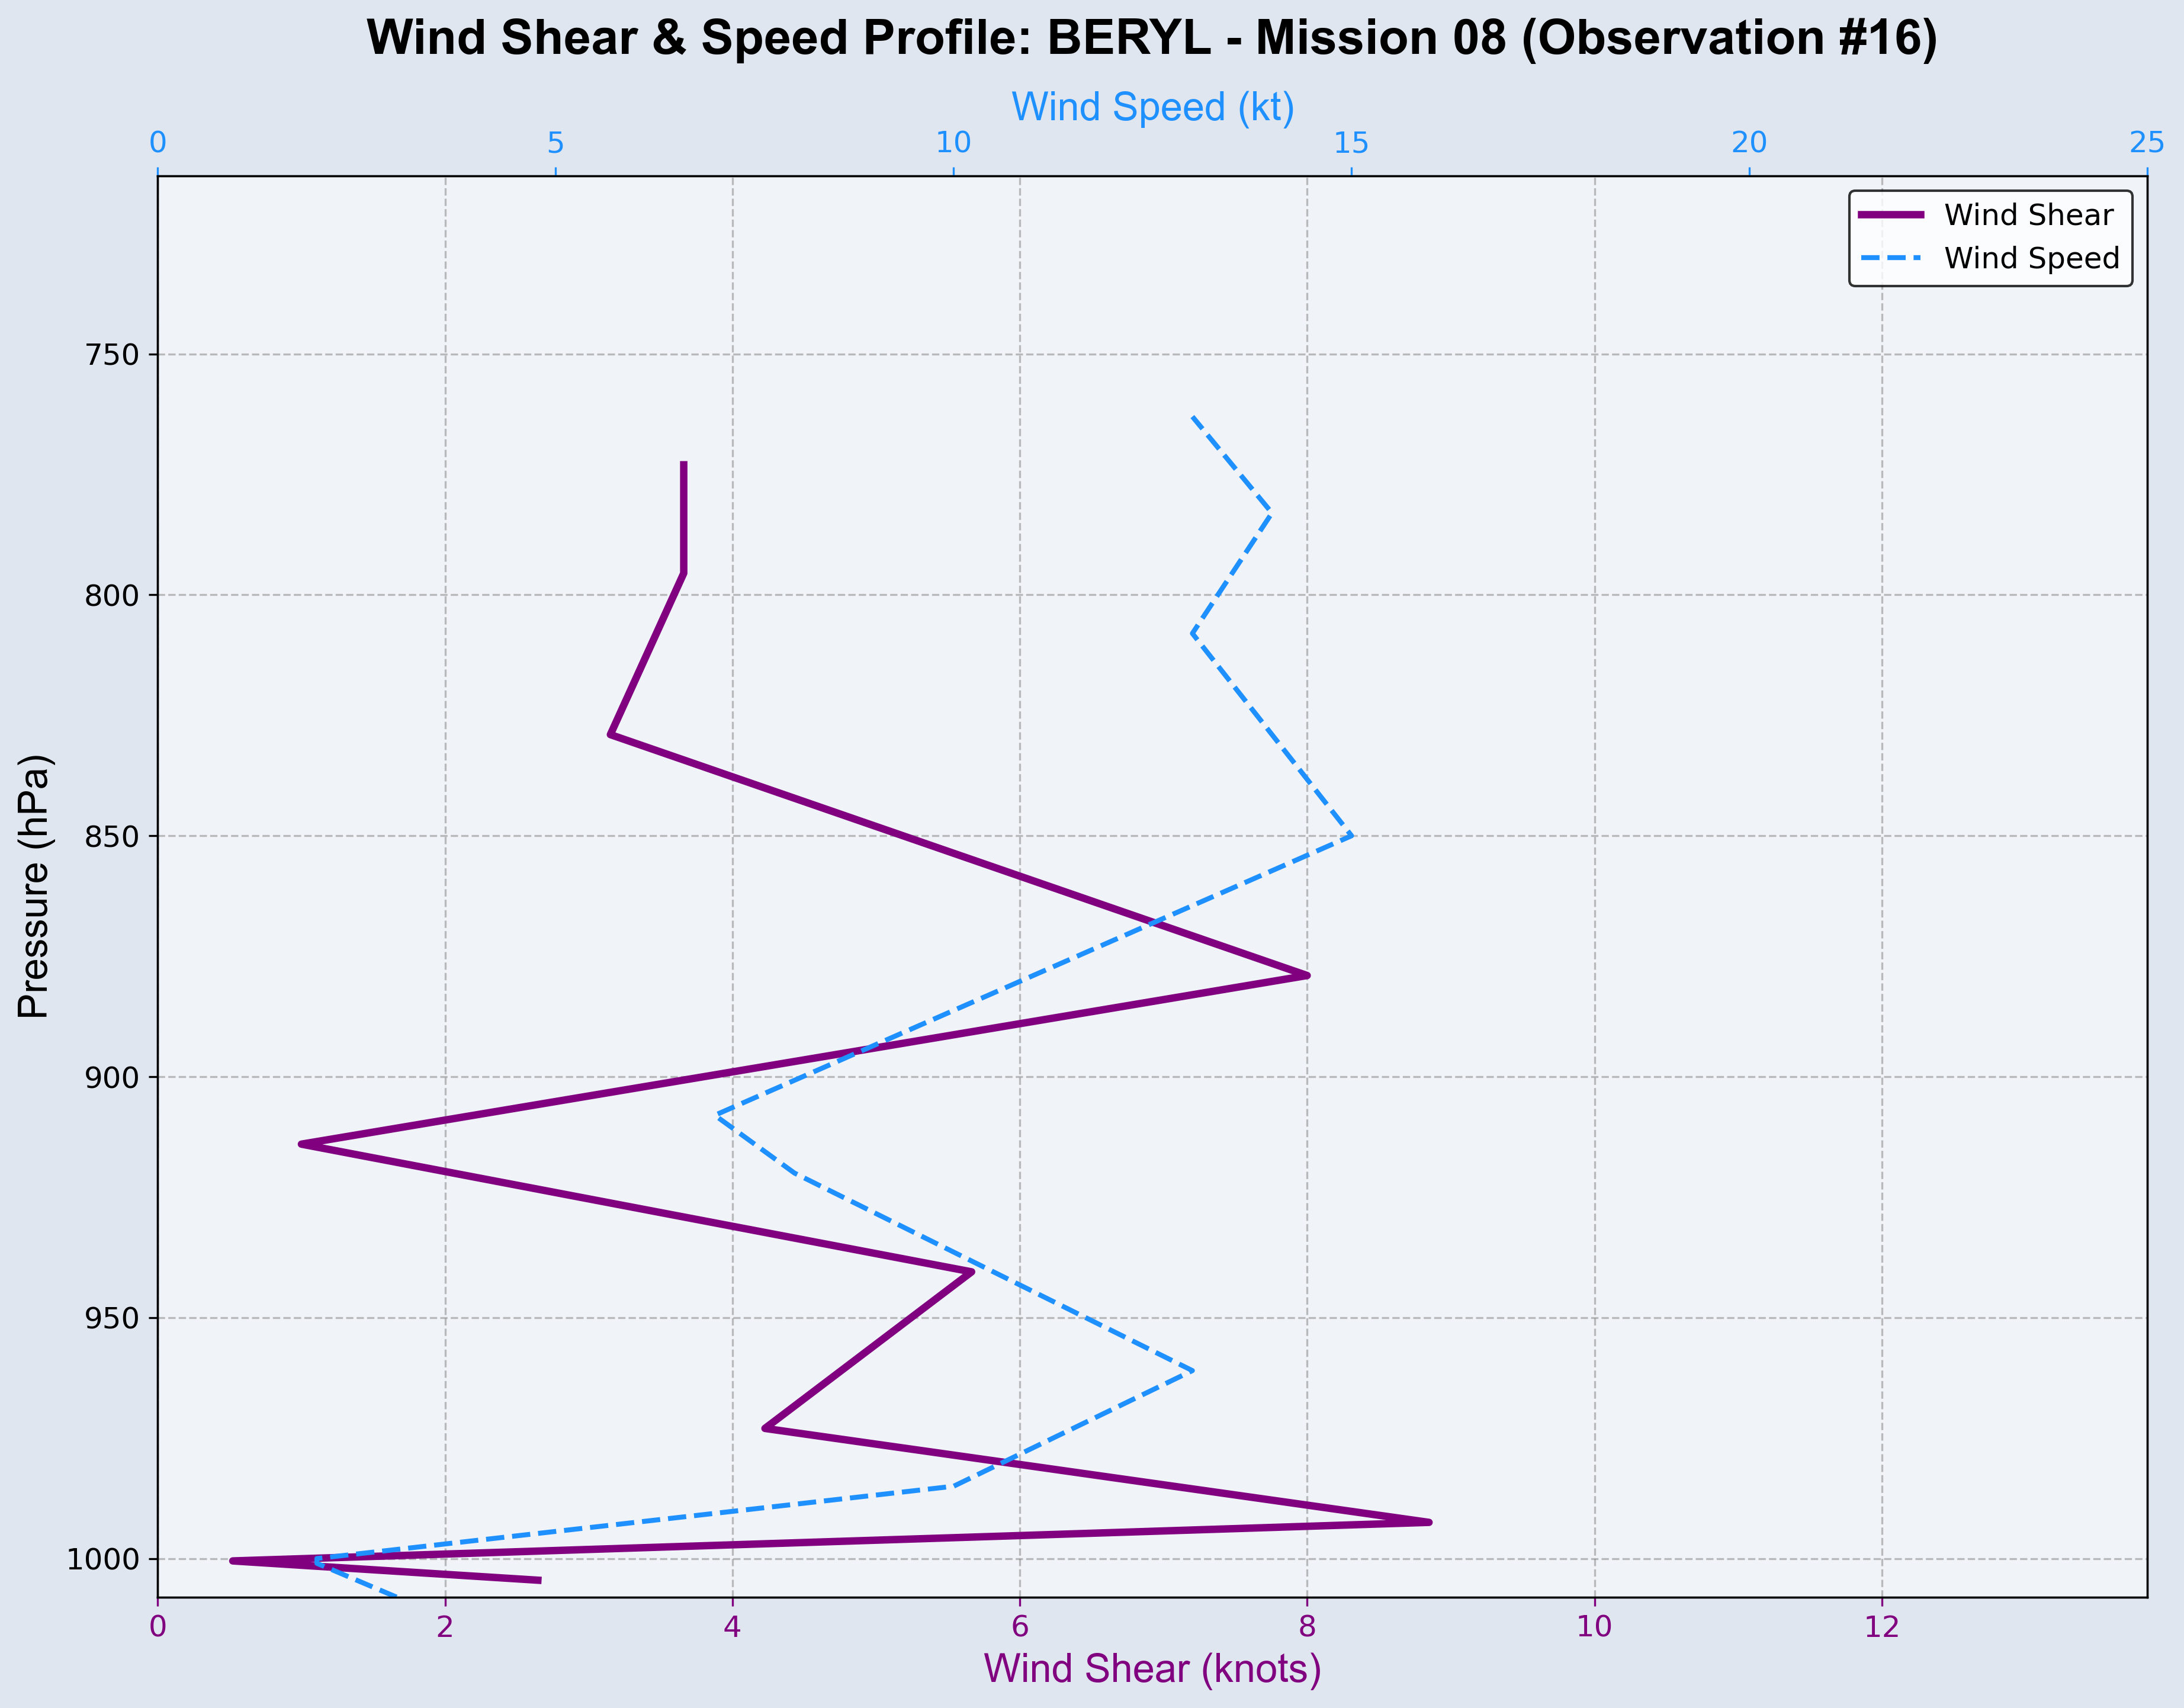 Wind Shear & Speed Profile: BERYL - Mission 08 (Observation #16)
Wind Speed (kt)
0 5 10 15 20 25
Wind Shear
Wind Speed
750
800
850
900
950
1000
Pressure (hPa)
0 2 4 6 8 10 12
Wind Shear (knots)